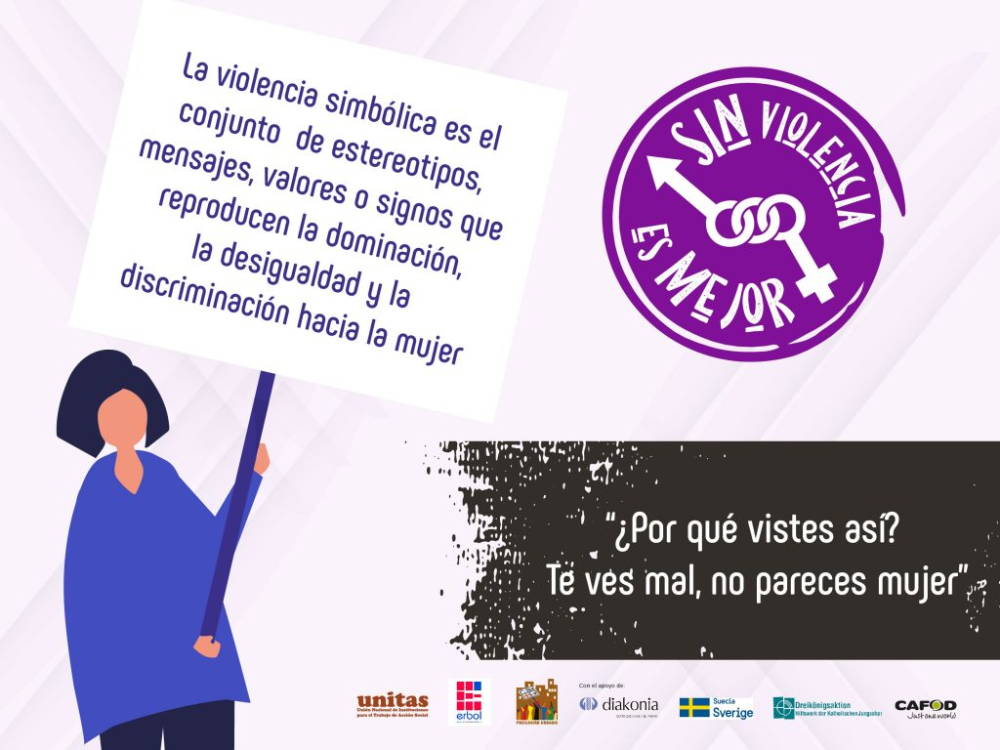 La violencia simbólica es el
conjunto de estereotipos,
mensajes, valores o signos que
reproducen la dominación,
la desigualdad y la
discriminación hacia la mujer
SIN VIOLENCIA
ES MEJOR
“¿Por qué vistes así?
Te ves mal, no pareces mujer”
unitas
Unión Nacional de Instituciones
para el Trabajo de Acción Social
erbol
PROGRAMA URBANO
Con el apoyo de:
diakonia
Suecia
Sverige
Dreikönigsaktion
Hilfswerk der Katholischen Jungschar
CAFOD
Just one world